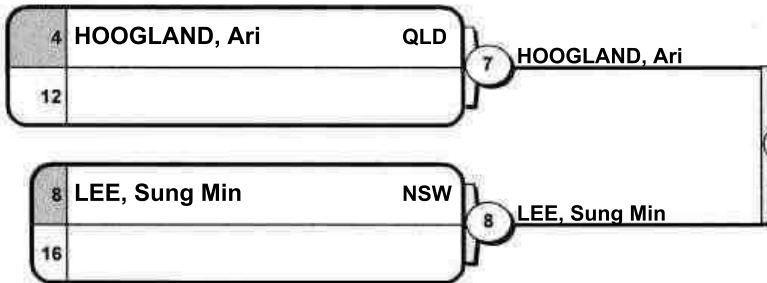 4 HOOGLAND, Ari QLD
7 HOOGLAND, Ari
12
8 LEE, Sung Min NSW
8 LEE, Sung Min
16